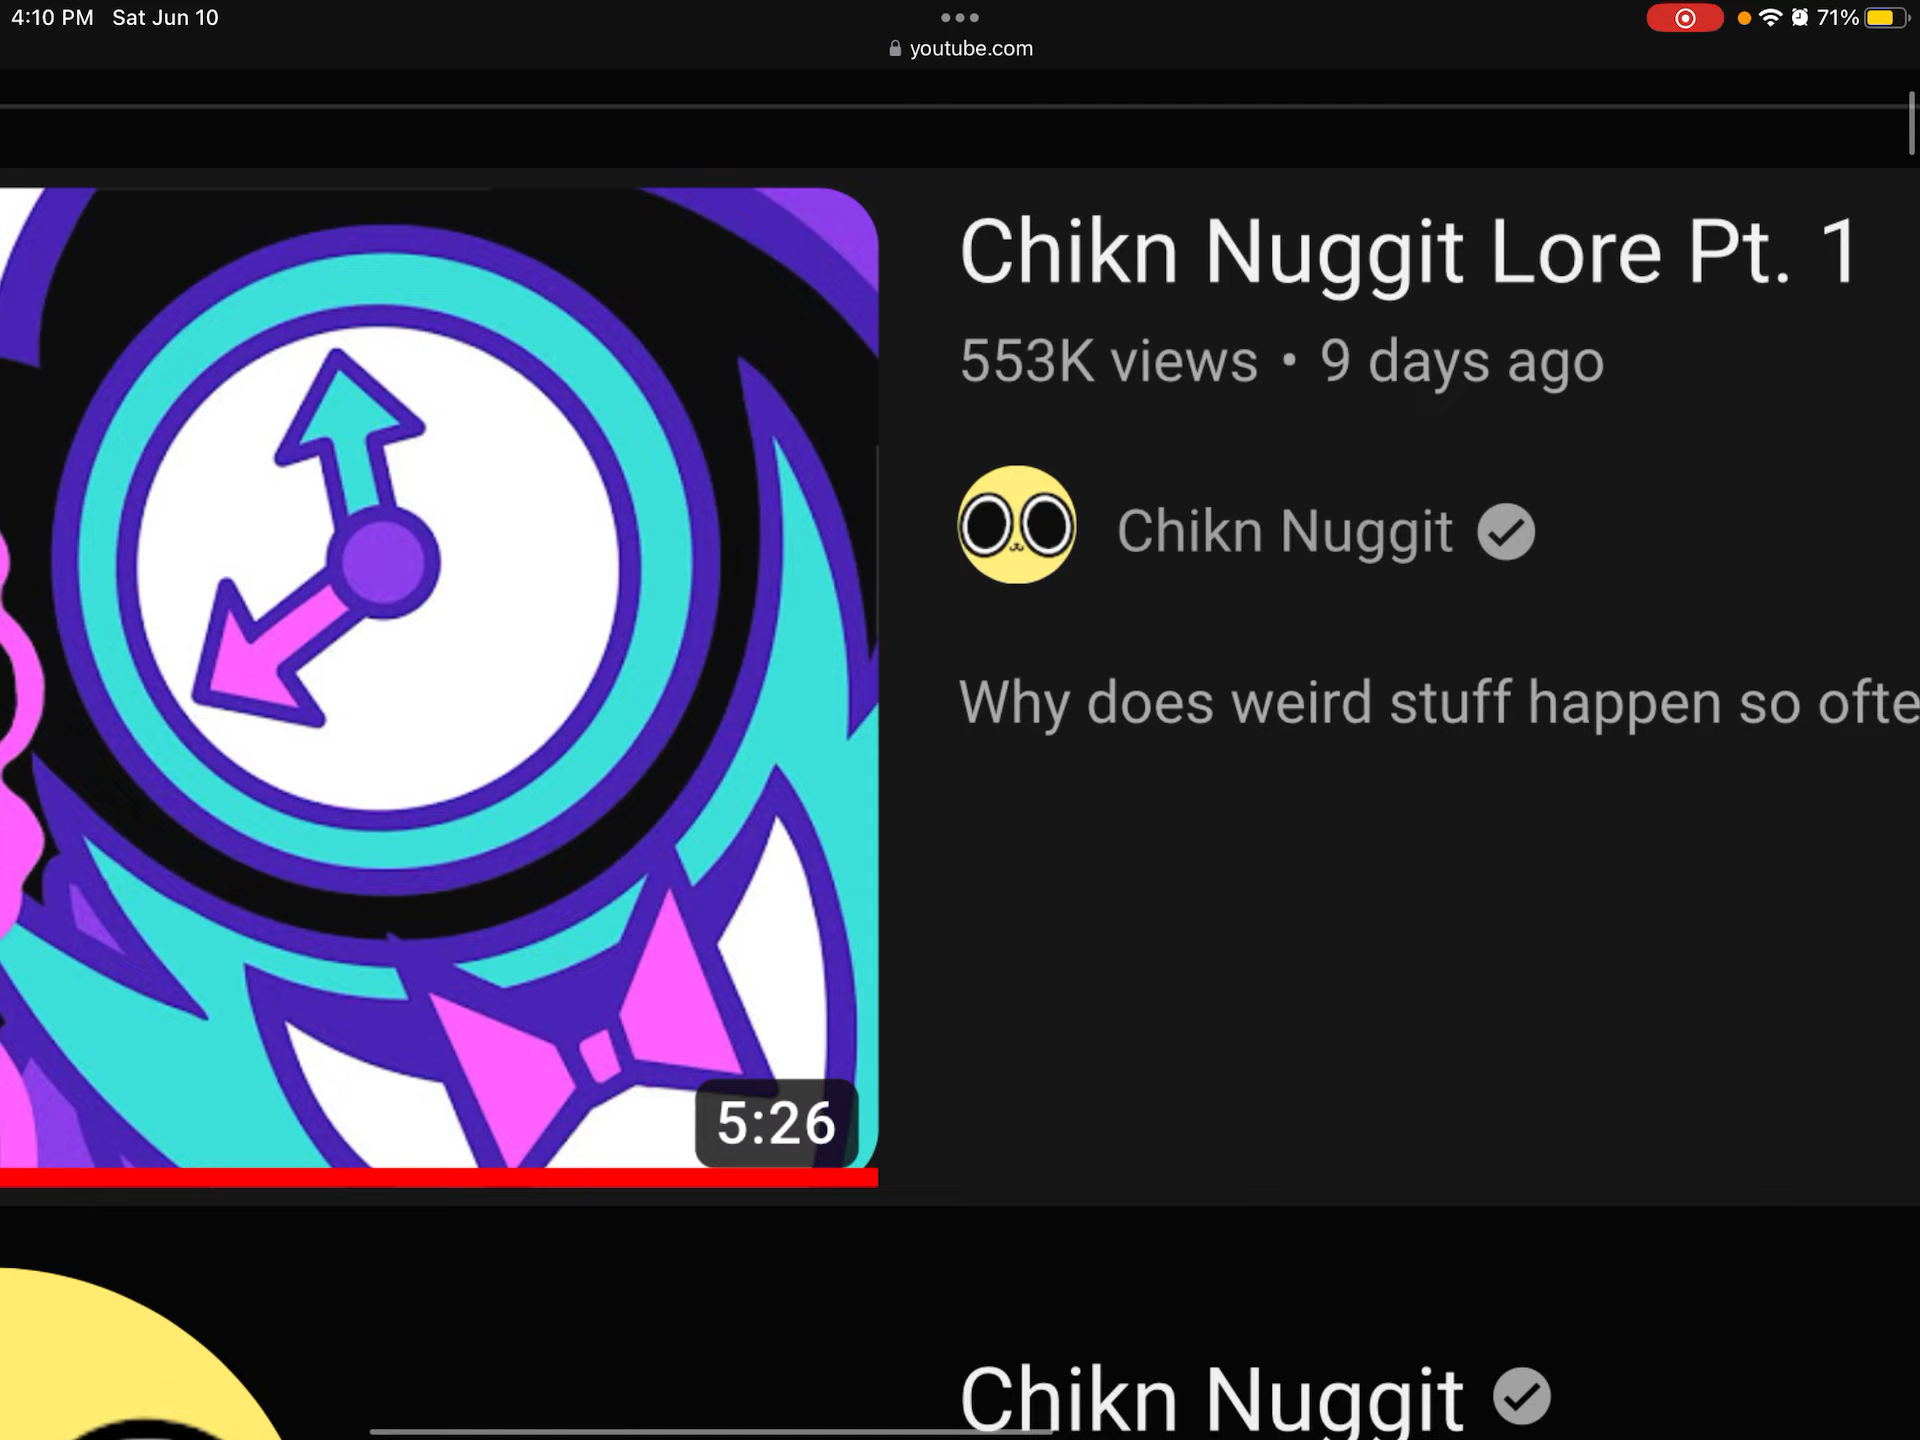 4:10 PM Sat Jun 10
71%
youtube.com
Chikn Nuggit Lore Pt. 1
553K views • 9 days ago
Chikn Nuggit
Why does weird stuff happen so ofte
5:26
Chikn Nuggit